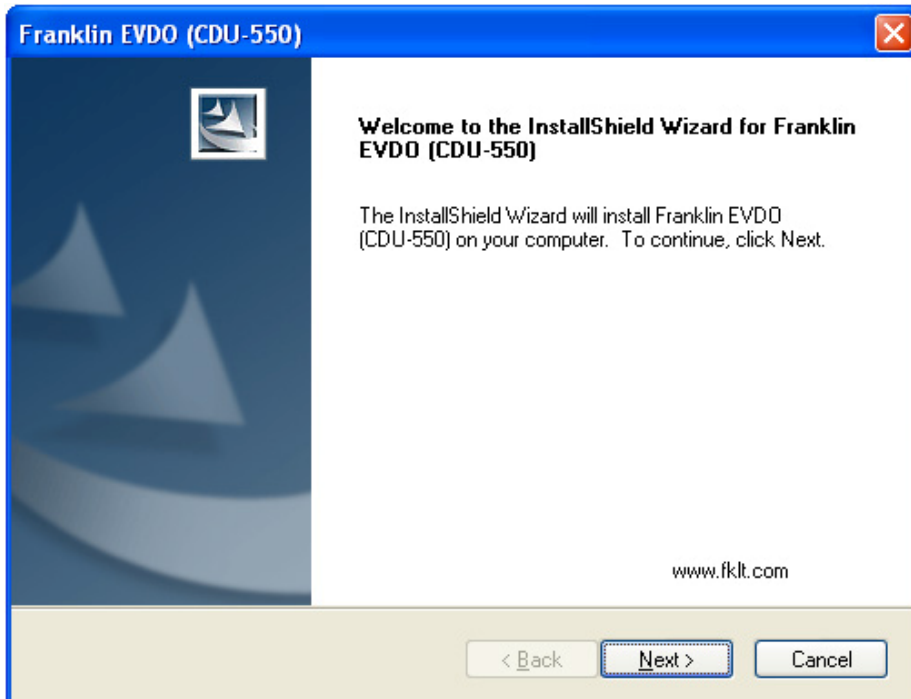 Franklin EVDO (CDU-550)
Welcome to the InstallShield Wizard for Franklin
EVDO (CDU-550)
The InstallShield Wizard will install Franklin EVDO
(CDU-550) on your computer.  To continue, click Next.
www.fklt.com
< Back
Next >
Cancel